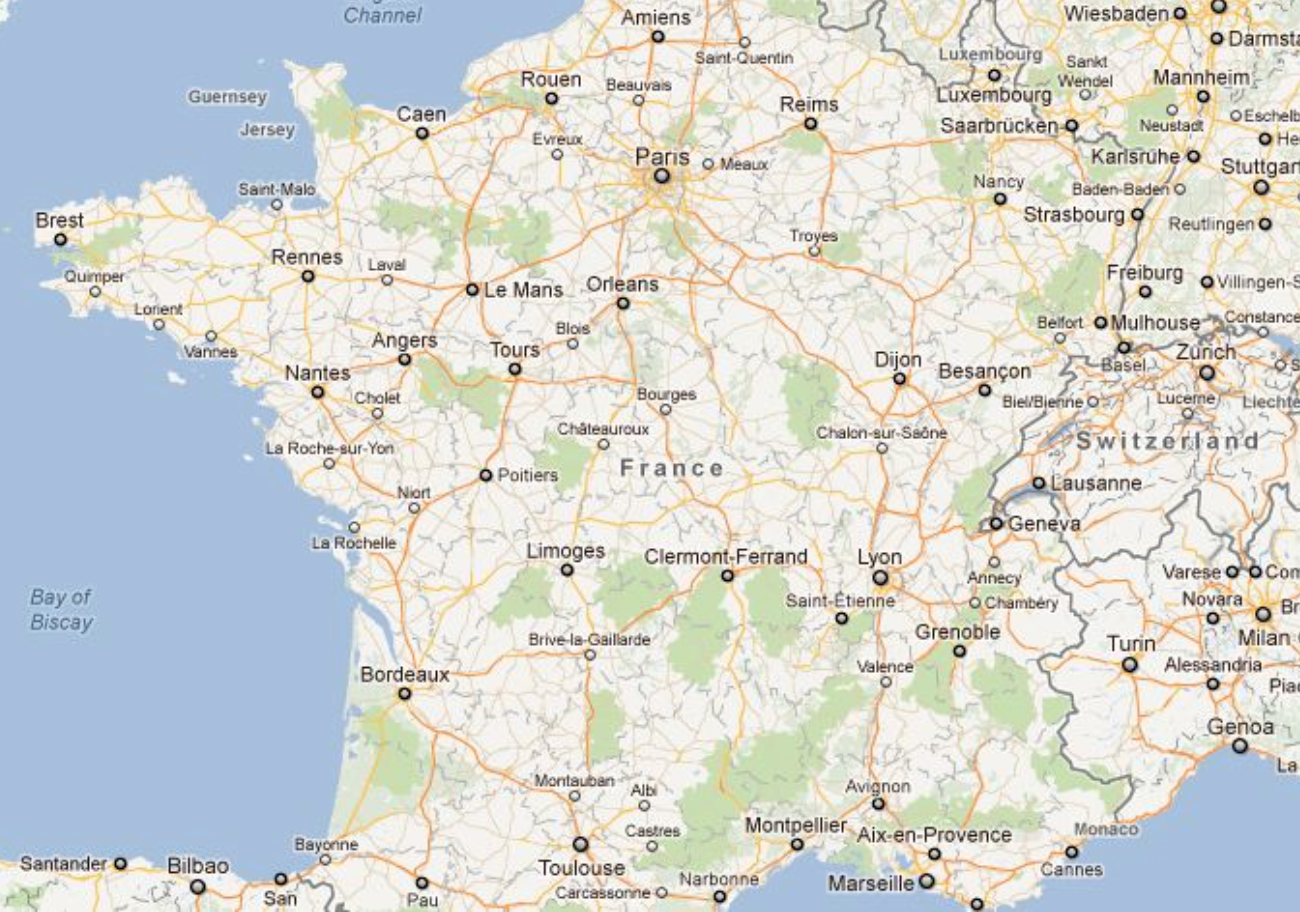 Channel
Amiens
Saint-Quentin
Wiesbaden
Darmsta
Luxembourg
Luxembourg
Sankt
Wendel
Mannheim
Rouen
Beauvais
Reims
Guernsey
Caen
Jersey
Evreux
Saarbrücken
Neustadt
Eschelb
He
Paris
Meaux
Karlsruhe
Stuttgar
Saint-Malo
Nancy
Baden-Baden
Brest
Strasbourg
Reutlingen
Rennes
Laval
Troyes
Quimper
Le Mans
Orleans
Freiburg
Villingen-S
Lorient
Blois
Belfort
Mulhouse
Constance
Vannes
Angers
Tours
Dijon
Besançon
Basel
Zürich
S
Nantes
Cholet
Bourges
Biel/Bienne
Lucerne
Liechte
Châteauroux
Chalon-sur-Saône
Switzerland
La Roche-sur-Yon
France
Poitiers
Lausanne
Niort
Geneva
La Rochelle
Limoges
Clermont-Ferrand
Lyon
Annecy
Varese
Com
Bay of
Biscay
Saint-Étienne
Chambéry
Novara
Br
Brive-la-Gaillarde
Grenoble
Milan
Turin
Bordeaux
Valence
Alessandria
Piac
Genoa
La
Montauban
Albi
Avignon
Castres
Montpellier
Aix-en-Provence
Monaco
Bayonne
Santander
Bilbao
Toulouse
Cannes
San
Pau
Carcassonne
Narbonne
Marseille